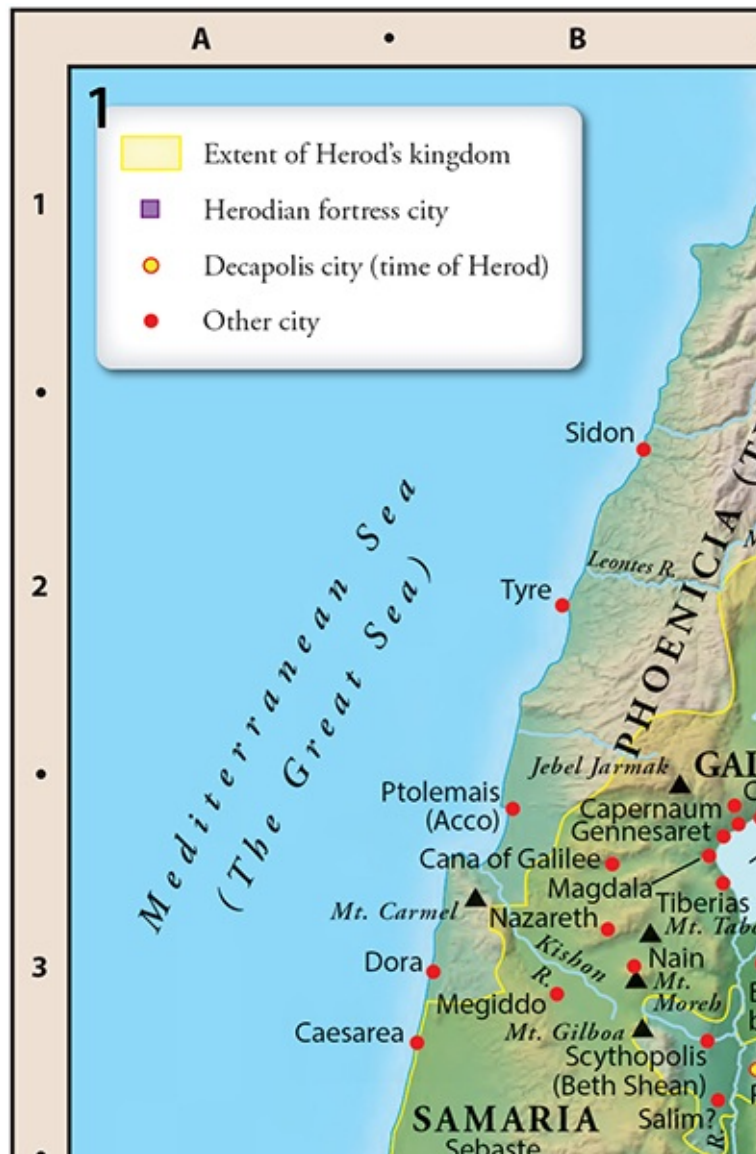 A • B
1
1
Extent of Herod's kingdom
Herodian fortress city
Decapolis city (time of Herod)
Other city
•
Sidon
Mediterranean Sea
(The Great Sea)
PHOENICIA
Leontes R.
2
Tyre
•
Jebel Jarmak
Ptolemais
(Acco)
Capernaum
Gennesaret
Cana of Galilee
Magdala
Tiberias
Mt. Carmel
Nazareth
Kishon
R.
Nain
Mt.
Moreh
3
Dora
Megiddo
Mt. Gilboa
Caesarea
Scythopolis
(Beth Shean)
Salim?
R.
SAMARIA
Sebaste